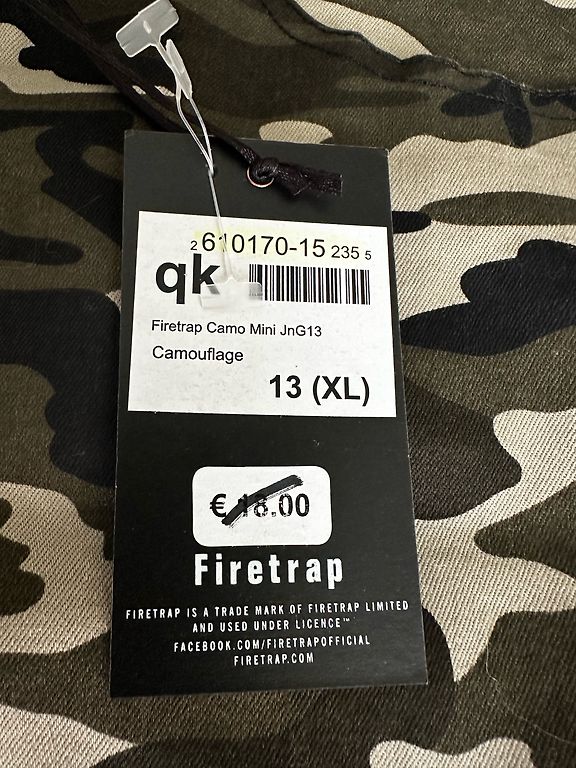 2 610170-15 235 5
qk
Firetrap Camo Mini JnG13
Camouflage
13 (XL)
€ 18.00
Firetrap
FIRETRAP IS A TRADE MARK OF FIRETRAP LIMITED
AND USED UNDER LICENCE™
FACEBOOK.COM/FIRETRAPOFFICIAL
FIRETRAP.COM